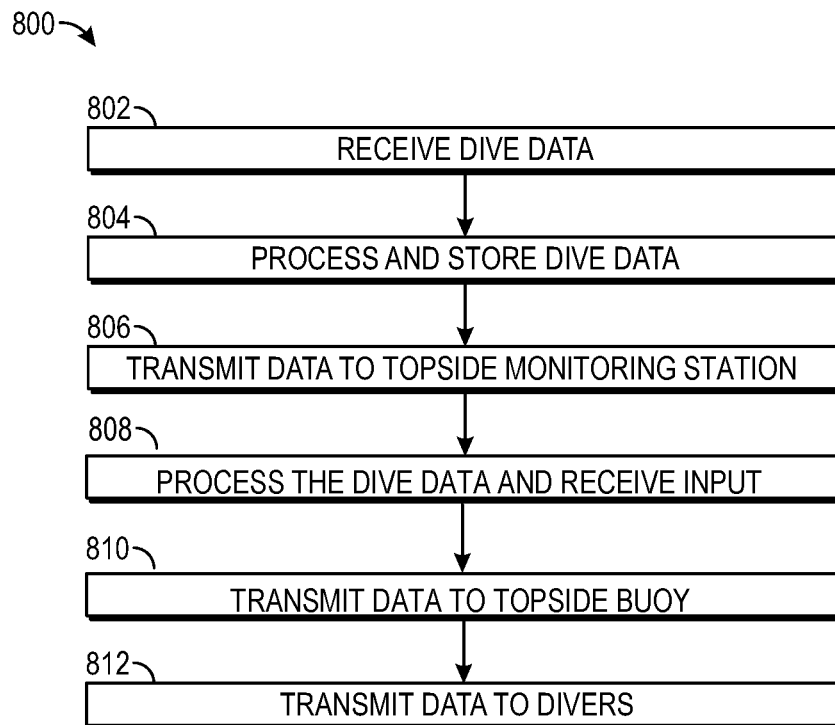 800
802
RECEIVE DIVE DATA
804
PROCESS AND STORE DIVE DATA
806
TRANSMIT DATA TO TOPSIDE MONITORING STATION
808
PROCESS THE DIVE DATA AND RECEIVE INPUT
810
TRANSMIT DATA TO TOPSIDE BUOY
812
TRANSMIT DATA TO DIVERS